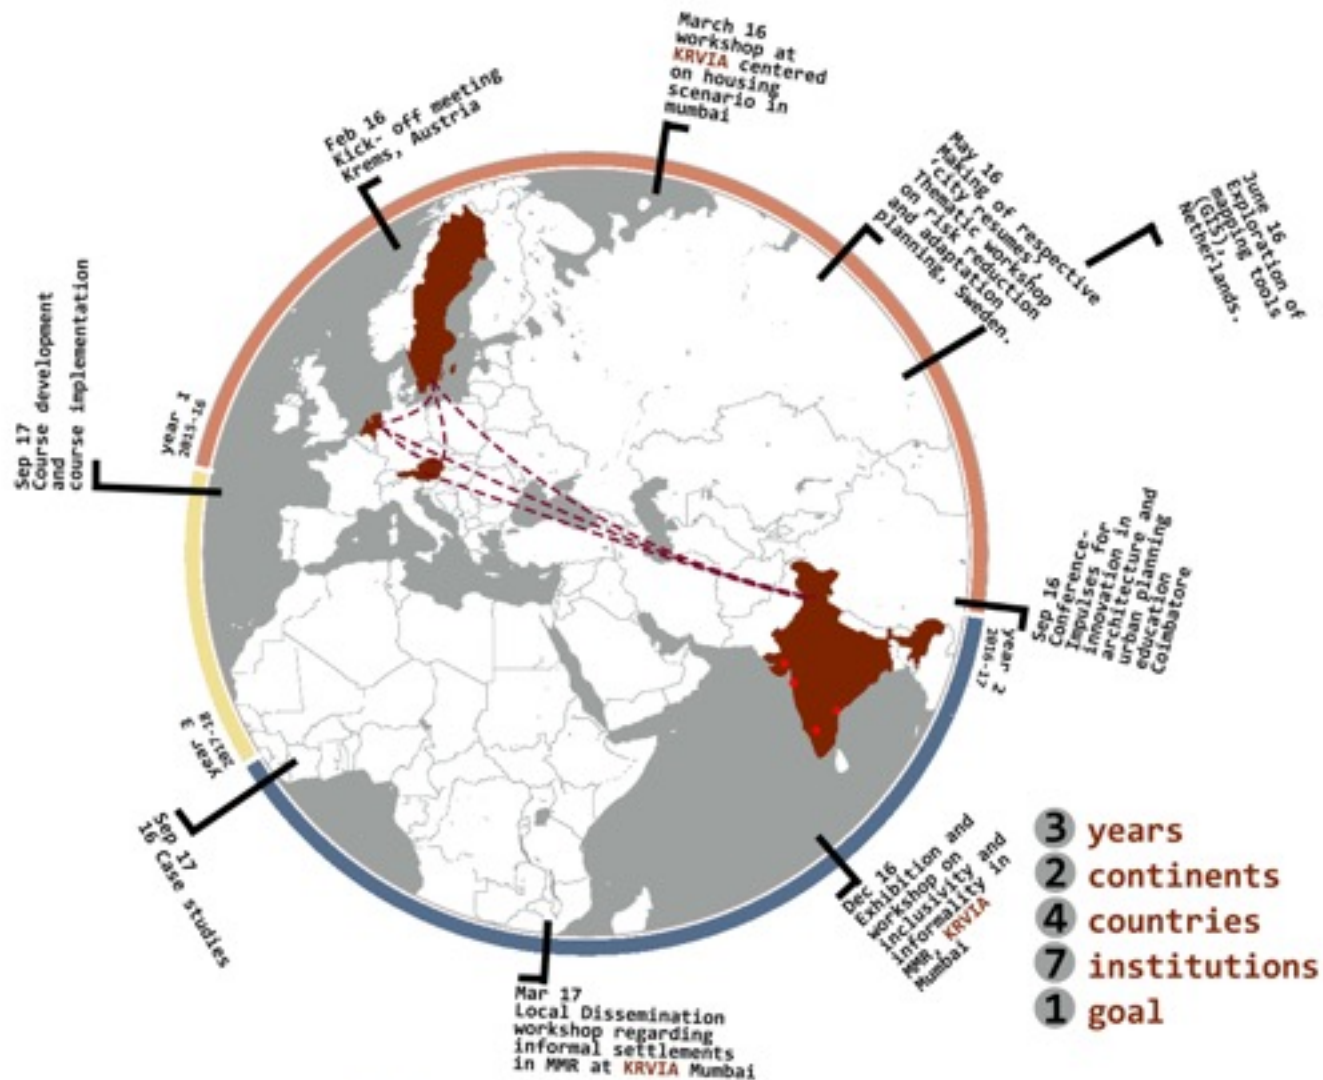 Feb 16
Kick- off meeting
Krems, Austria
March 16
workshop at
KRVIA centered
on housing
scenario in
mumbai
May 16
Making of respective
'city resumes',
Thematic workshop
on risk reduction
and adaptation
planning, Sweden.
June 16
Exploration of
mapping tools
(GIS),
Netherlands.
Sep 16
Conference-
Impulses for
innovation in
architecture and
urban planning
education
Coimbatore
year 2
2016-17
Dec 16
Exhibition and
workshop on
inclusivity and
informality in
MMR, KRVIA
Mumbai
Mar 17
Local Dissemination
workshop regarding
informal settlements
in MMR at KRVIA Mumbai
Sep 17
16 Case studies
year 3
2017-18
Sep 17
Course development
and
course implementation
year 1
2015-16
3 years
2 continents
4 countries
7 institutions
1 goal